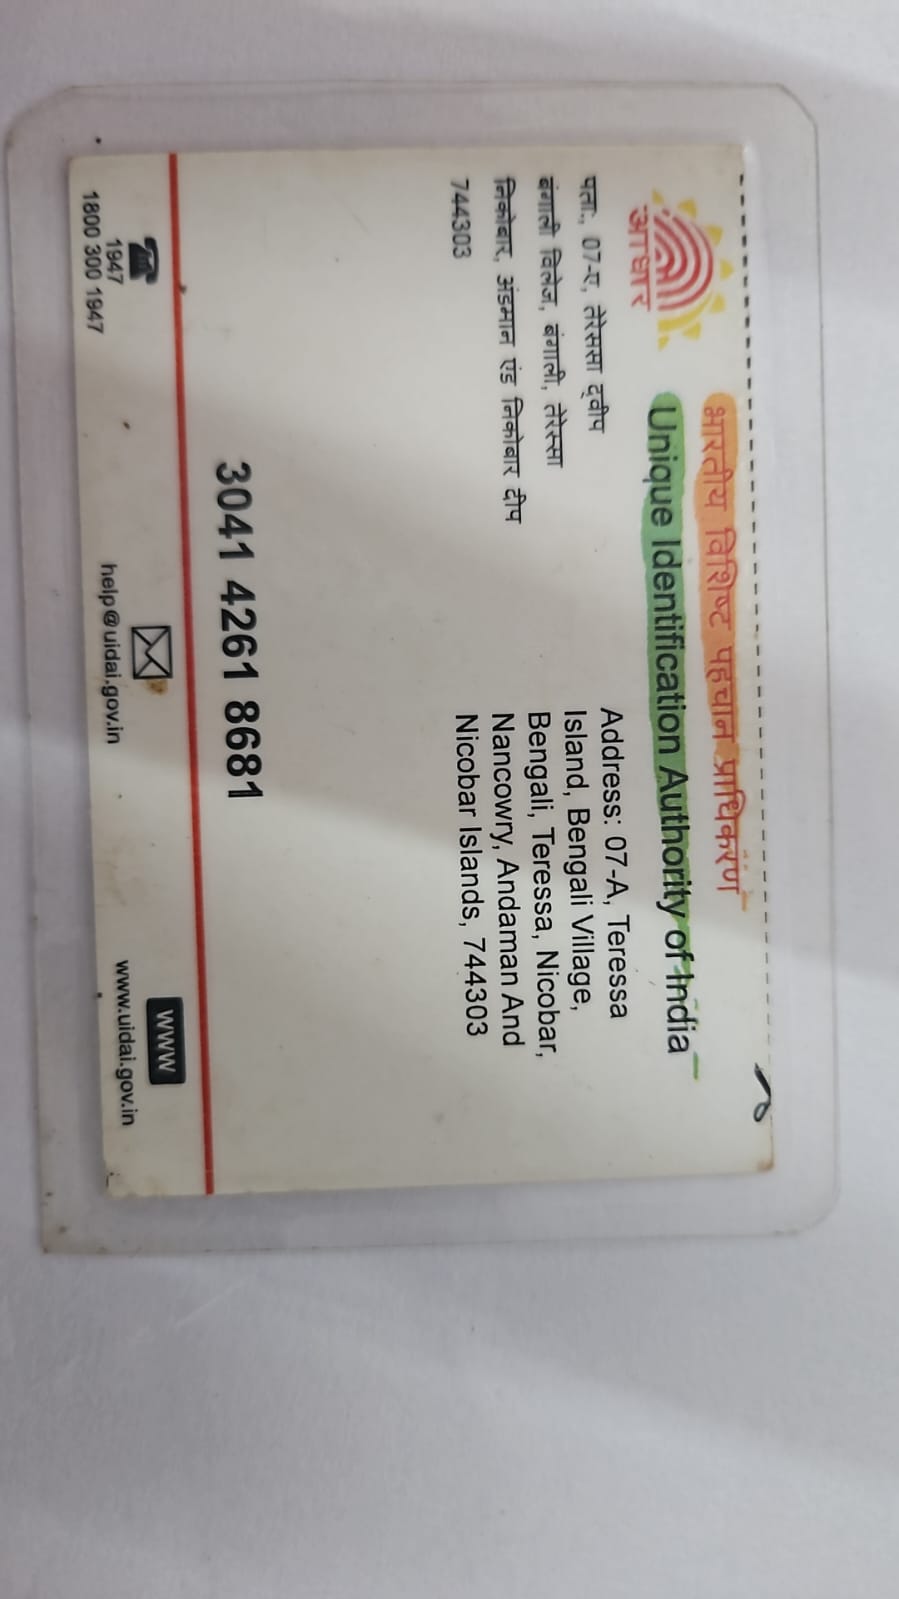 भारतीय विशिष्ट पहचान प्राधिकरण
Unique Identification Authority of India
आधार
पता:, 07-ए, तेरेससा द्वीप
बंगाली विलेज, बंगाली, तेरेस्सा
निकोबार, अंडमान एंड निकोबार दीप
744303
Address: 07-A, Teressa
Island, Bengali Village,
Bengali, Teressa, Nicobar,
Nancowry, Andaman And
Nicobar Islands, 744303
3041 4261 8681
1947
1800 300 1947
help@uidai.gov.in
www
www.uidai.gov.in